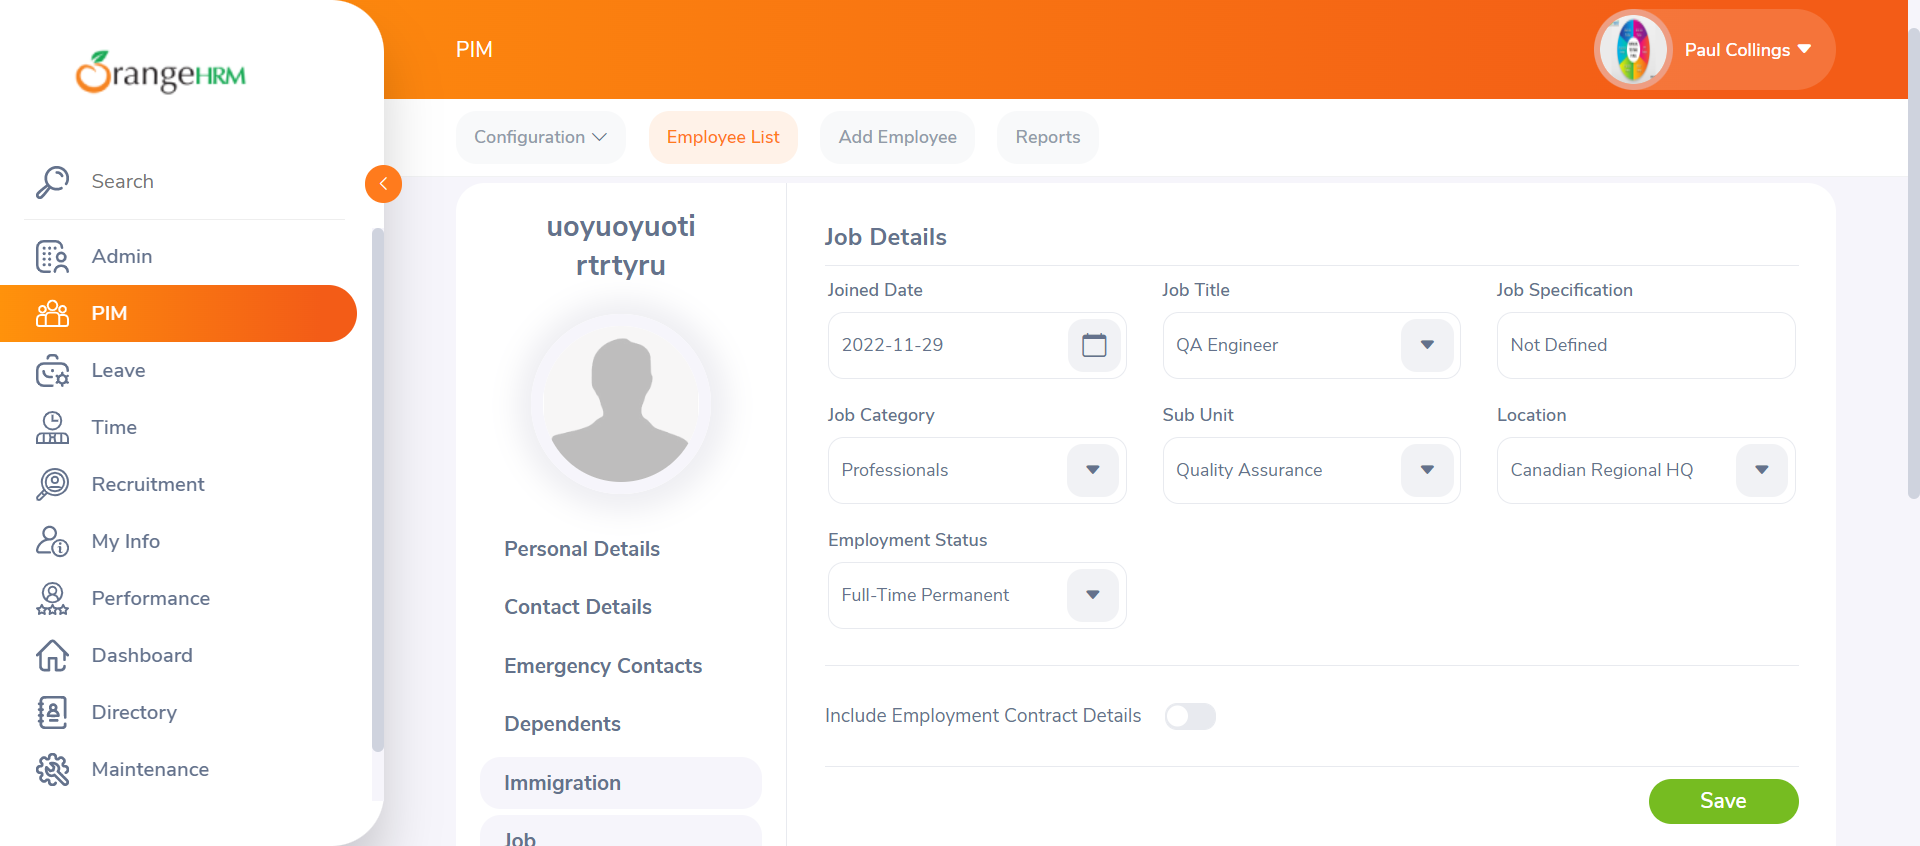 OrangeHRM
Search
Admin
PIM
Leave
Time
Recruitment
My Info
Performance
Dashboard
Directory
Maintenance
PIM
Paul Collings
Configuration
Employee List
Add Employee
Reports
uoyuoyuoti
rtrtyru
Personal Details
Contact Details
Emergency Contacts
Dependents
Immigration
Job
Job Details
Joined Date
Job Title
Job Specification
2022-11-29
QA Engineer
Not Defined
Job Category
Sub Unit
Location
Professionals
Quality Assurance
Canadian Regional HQ
Employment Status
Full-Time Permanent
Include Employment Contract Details
Save